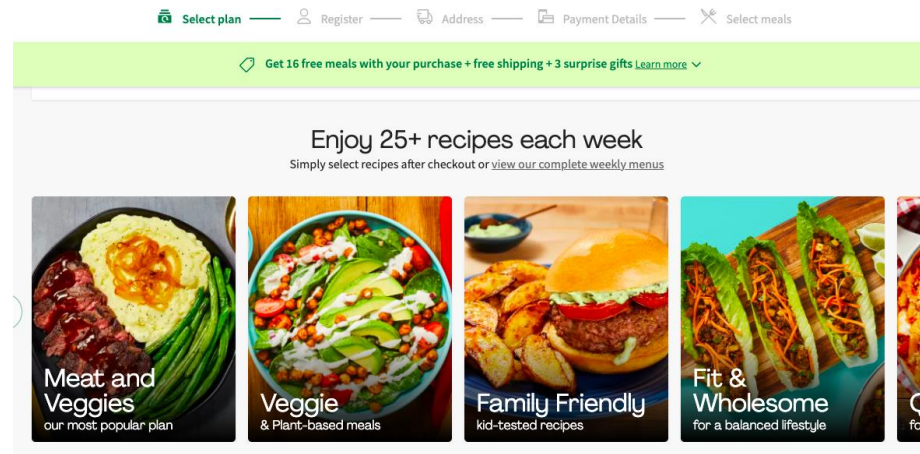 Select plan
Register
Address
Payment Details
Select meals
Get 16 free meals with your purchase + free shipping + 3 surprise gifts Learn more
Enjoy 25+ recipes each week
Simply select recipes after checkout or view our complete weekly menus
Meat and
Veggies
our most popular plan
Veggie
& Plant-based meals
Family Friendly
kid-tested recipes
Fit &
Wholesome
for a balanced lifestyle